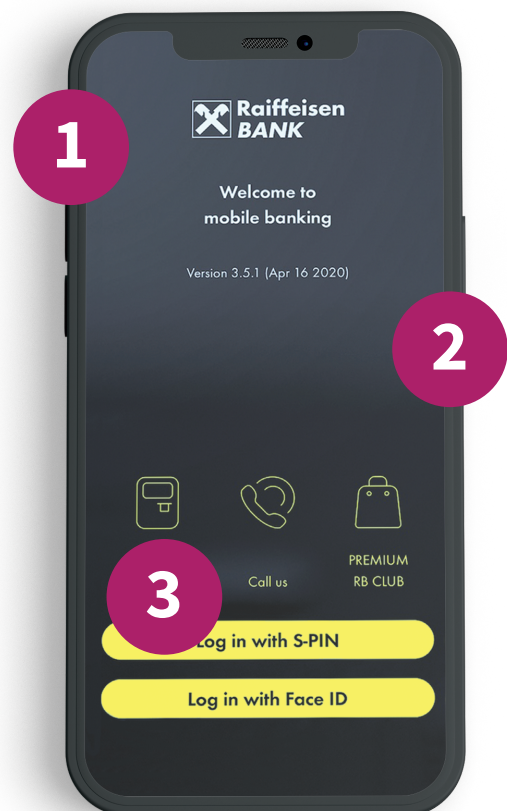 1
Raiffeisen
BANK
Welcome to
mobile banking
Version 3.5.1 (Apr 16 2020)
2
3
Call us
PREMIUM
RB CLUB
Log in with S-PIN
Log in with Face ID